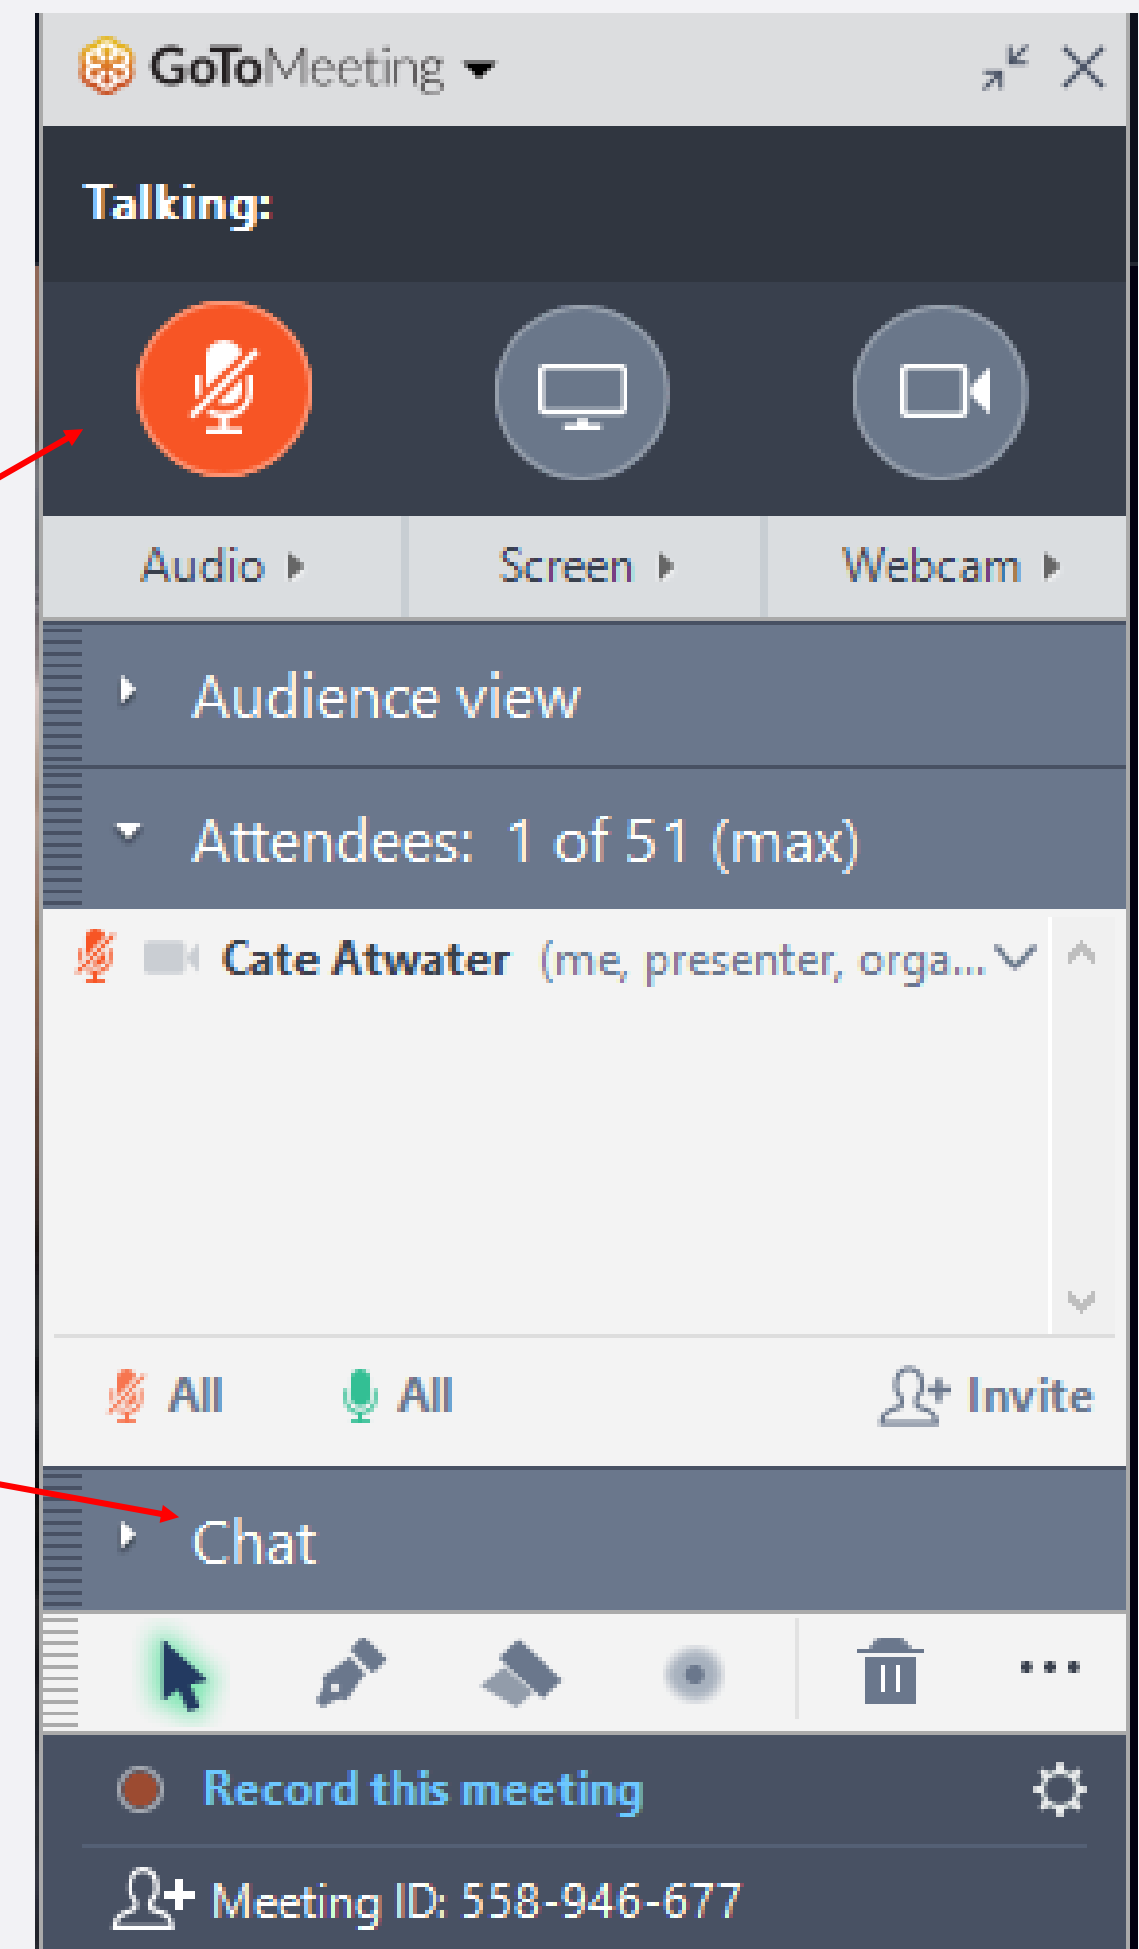 GoToMeeting
Talking:
Audio Screen Webcam
Audience view
Attendees: 1 of 51 (max)
Cate Atwater (me, presenter, orga...
All All Invite
Chat
...
Record this meeting
Meeting ID: 558-946-677